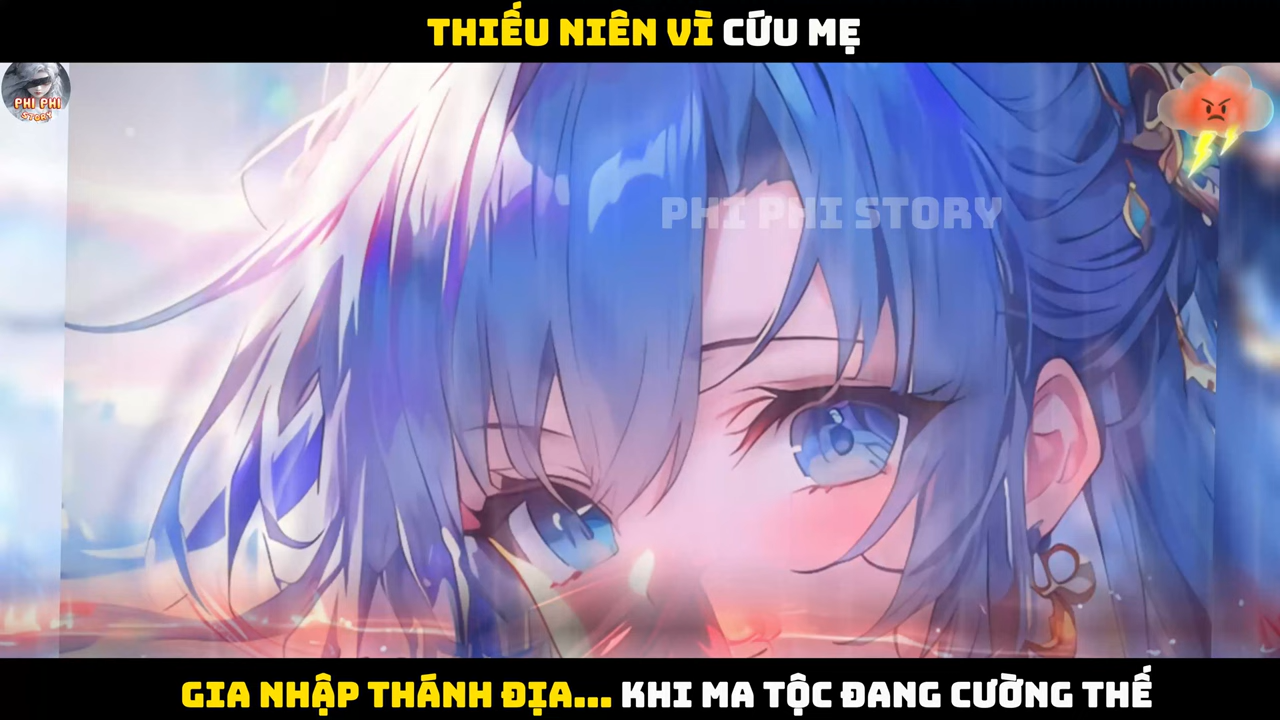 THIẾU NIÊN VÌ CỨU MẸ
PHI PHI
STORY
PHI PHI STORY
GIA NHẬP THÁNH ĐỊA... KHI MA TỘC ĐANG CƯỜNG THẾ